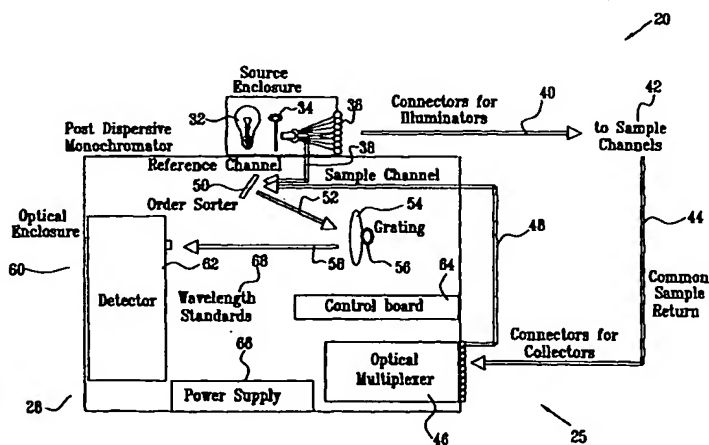 20
Source
Enclosure
34
32
36
Connectors for
Illuminators
40
42
to Sample
Channels
Post Dispersive
Monochromator
Reference Channel
38
Sample Channel
50
Order Sorter
52
54
Grating
56
58
48
44
Optical
Enclosure
60
62
68
Wavelength
Standards
Detector
64
Control board
Common
Sample
Return
Connectors for
Collectors
Optical
Multiplexer
66
Power Supply
28
46
25